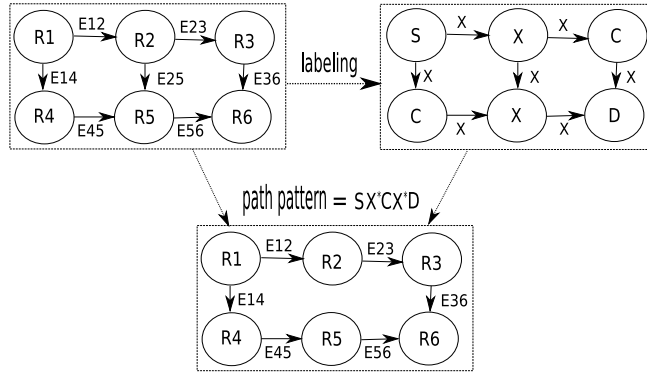 R1 E12 R2 E23 R3
E14 E25 E36
R4 E45 R5 E56 R6
labeling
S X X X C
X X X
C X X X D
path pattern = SX*CX*D
R1 E12 R2 E23 R3
E14 E36
R4 E45 R5 E56 R6